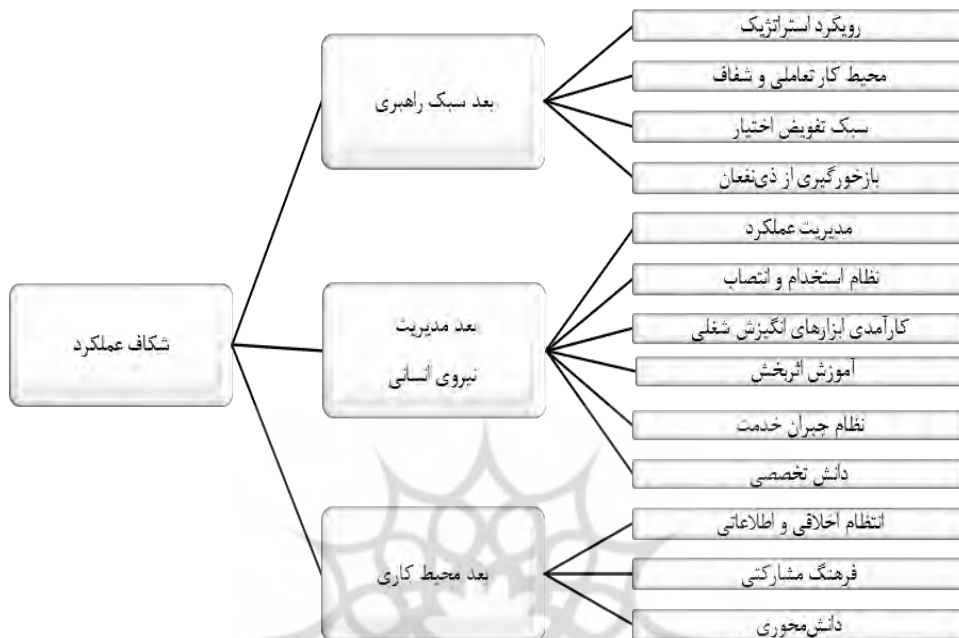 رویکرد استراتژیک
محیط کار تعاملی و شفاف
سبک تفویض اختیار
بازخورگیری از ذی‌نفعان
بعد سبک راهبری
مدیریت عملکرد
نظام استخدام و انتصاب
کارآمدی ابزارهای انگیزش شغلی
آموزش اثربخش
نظام جبران خدمت
دانش تخصصی
بعد مدیریت
نیروی انسانی
شکاف عملکرد
انتظام اخلاقی و اطلاعاتی
فرهنگ مشارکتی
دانش‌محوری
بعد محیط کاری